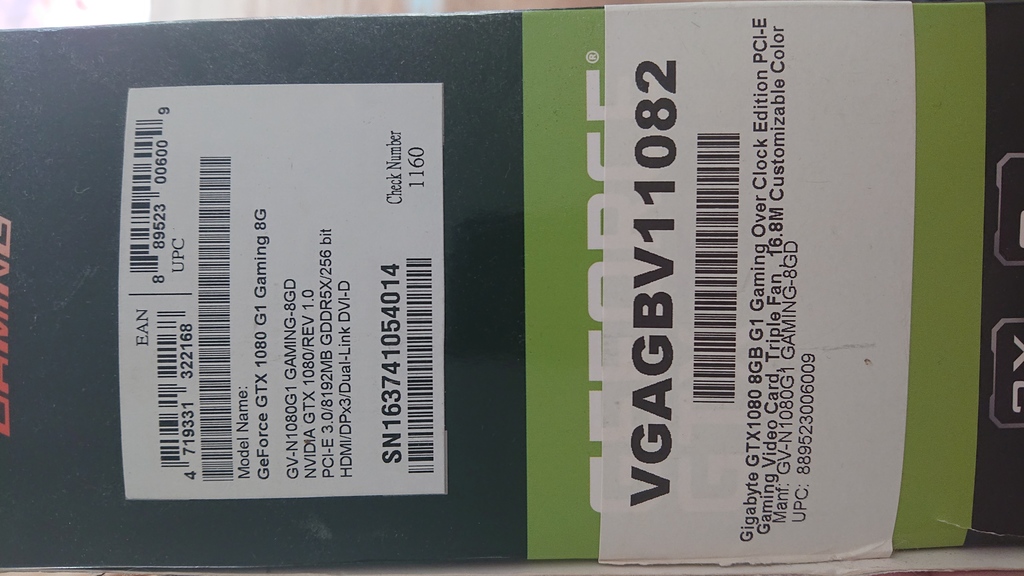 GAMING
EAN
4 719331 322168
8 89523 00600 9
UPC
Model Name:
GeForce GTX 1080 G1 Gaming 8G
GV-N1080G1 GAMING-8GD
NVIDIA GTX 1080/REV 1.0
PCI-E 3.0/8192MB GDDR5X/256 bit
HDMI/DPx3/Dual-Link DVI-D
SN163741054014
Check Number
1160
GEFORCE®
VGAGBV11082
Gigabyte GTX1080 8GB G1 Gaming Over Clock Edition PCI-E
Gaming Video Card, Triple Fan , 16.8M Customizable Color
Manf: GV-N1080G1 GAMING-8GD
UPC: 889523006009